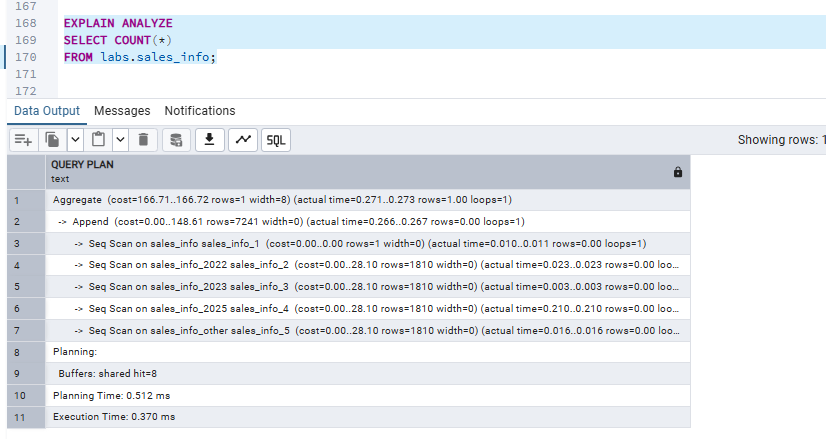 167
168 EXPLAIN ANALYZE
169 SELECT COUNT(*)
170 FROM labs.sales_info;
171
172
Data Output Messages Notifications
SQL
Showing rows: 1
QUERY PLAN
text
1 Aggregate (cost=166.71..166.72 rows=1 width=8) (actual time=0.271..0.273 rows=1.00 loops=1)
2 -> Append (cost=0.00..148.61 rows=7241 width=0) (actual time=0.266..0.267 rows=0.00 loops=1)
3 -> Seq Scan on sales_info sales_info_1 (cost=0.00..0.00 rows=1 width=0) (actual time=0.010..0.011 rows=0.00 loops=1)
4 -> Seq Scan on sales_info_2022 sales_info_2 (cost=0.00..28.10 rows=1810 width=0) (actual time=0.023..0.023 rows=0.00 loo...
5 -> Seq Scan on sales_info_2023 sales_info_3 (cost=0.00..28.10 rows=1810 width=0) (actual time=0.003..0.003 rows=0.00 loo...
6 -> Seq Scan on sales_info_2025 sales_info_4 (cost=0.00..28.10 rows=1810 width=0) (actual time=0.210..0.210 rows=0.00 loo...
7 -> Seq Scan on sales_info_other sales_info_5 (cost=0.00..28.10 rows=1810 width=0) (actual time=0.016..0.016 rows=0.00 loo...
8 Planning:
9 Buffers: shared hit=8
10 Planning Time: 0.512 ms
11 Execution Time: 0.370 ms